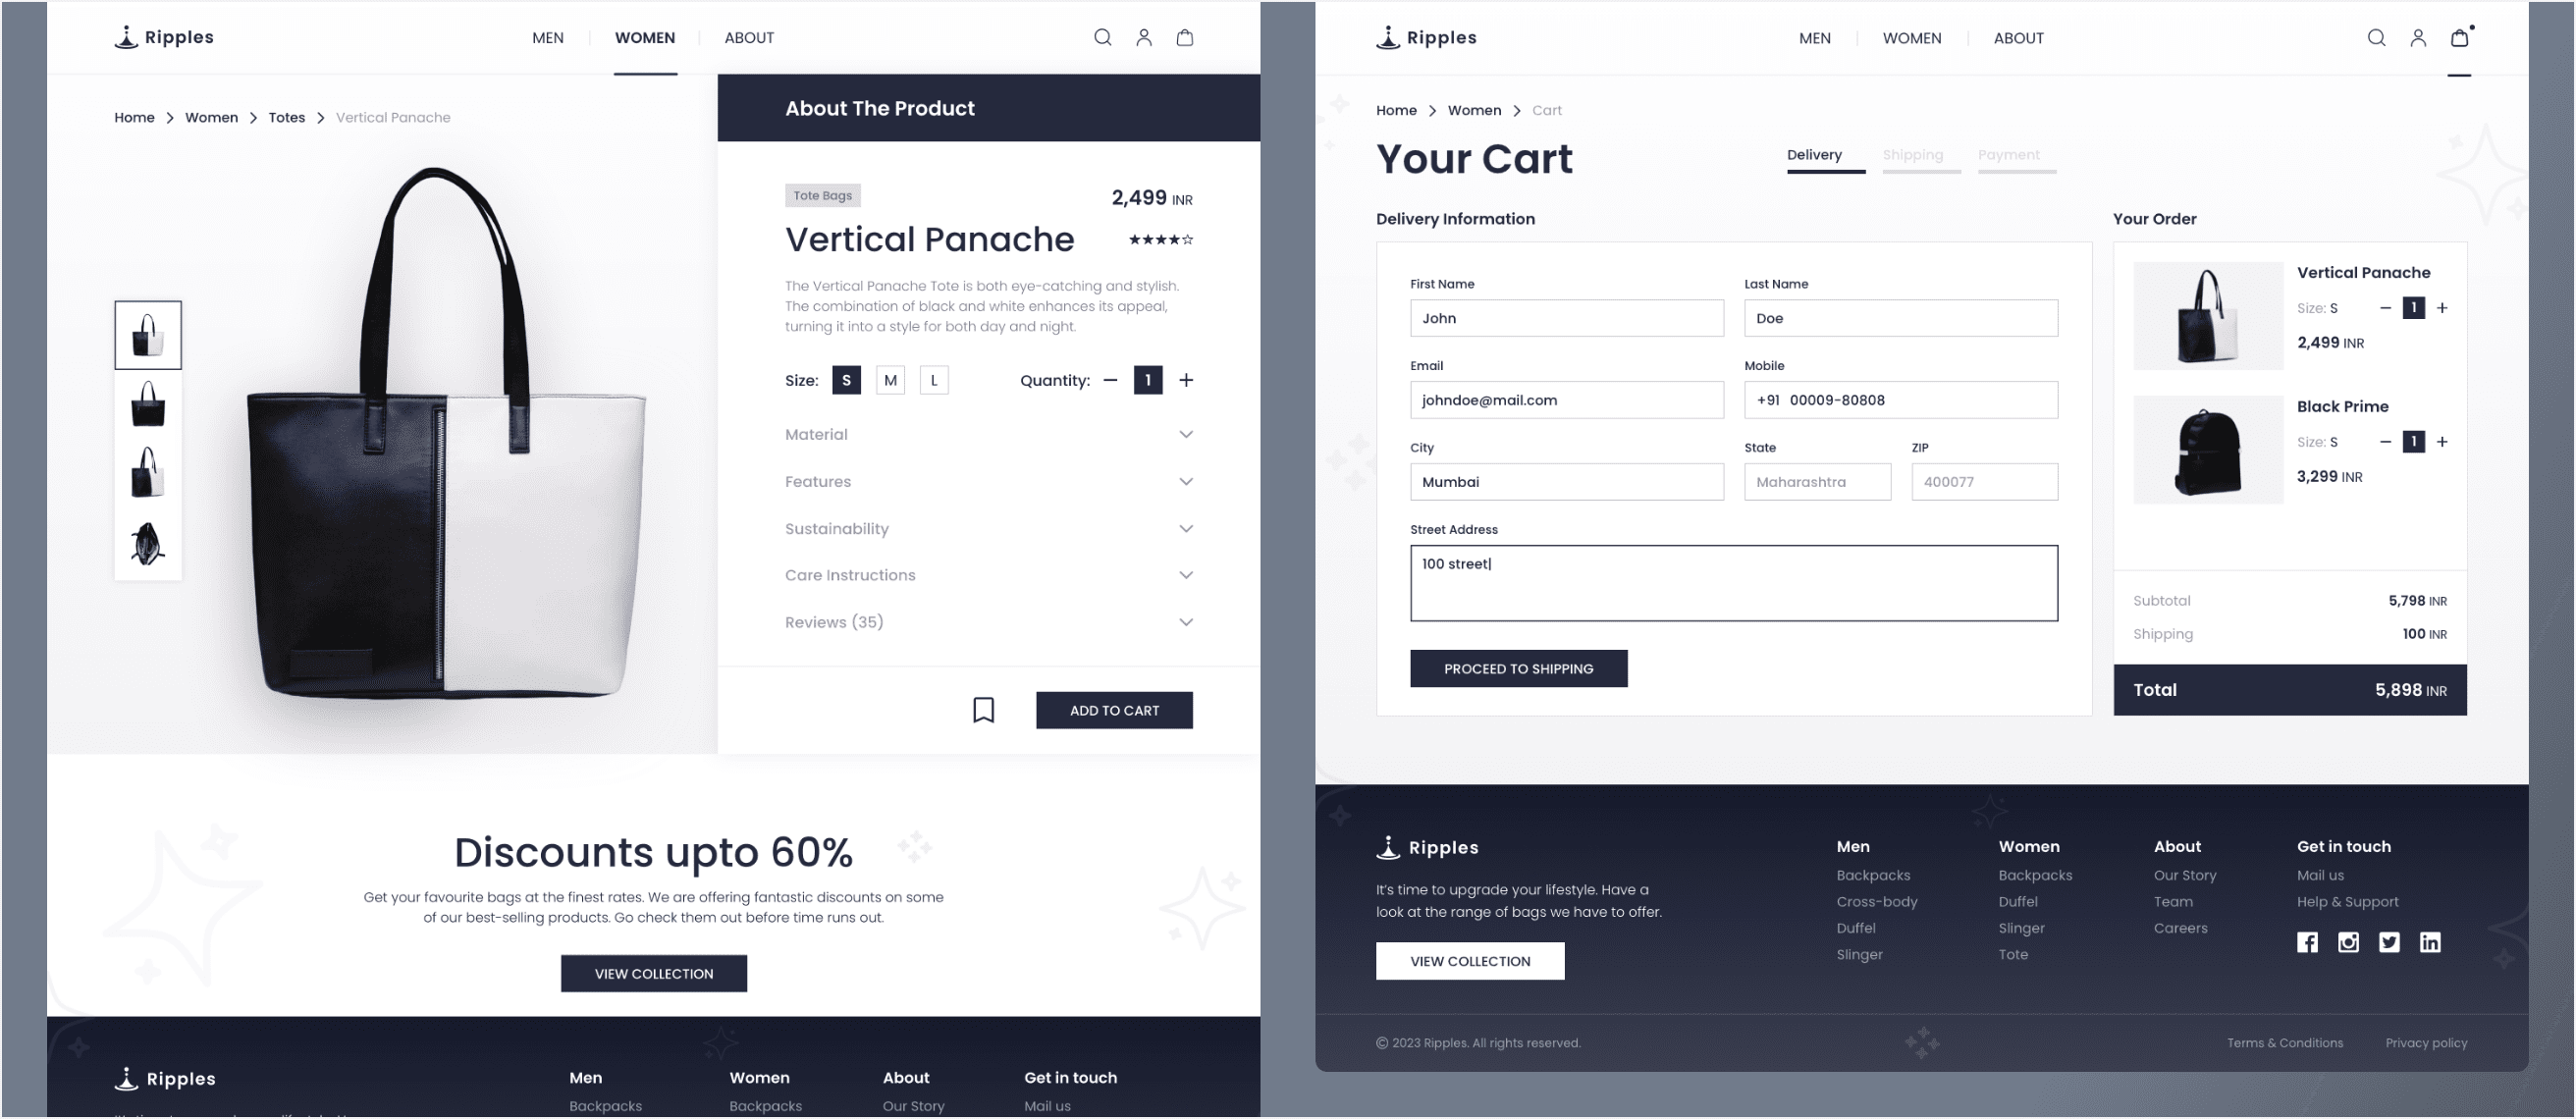 Ripples
MEN
WOMEN
ABOUT
Home > Women > Totes > Vertical Panache
About The Product
Tote Bags
2,499 INR
Vertical Panache
The Vertical Panache Tote is both eye-catching and stylish.
The combination of black and white enhances its appeal,
turning it into a style for both day and night.
Size: S M L
Quantity: − 1 +
Material
Features
Sustainability
Care Instructions
Reviews (35)
ADD TO CART
Discounts upto 60%
Get your favourite bags at the finest rates. We are offering fantastic discounts on some
of our best-selling products. Go check them out before time runs out.
VIEW COLLECTION
Ripples
Men
Women
About
Get in touch
Backpacks
Backpacks
Our Story
Mail us
Ripples
MEN
WOMEN
ABOUT
Home > Women > Cart
Your Cart
Delivery
Shipping
Payment
Delivery Information
First Name
Last Name
John
Doe
Email
Mobile
johndoe@mail.com
+91 00009-80808
City
State
ZIP
Mumbai
Maharashtra
400077
Street Address
100 street
PROCEED TO SHIPPING
Your Order
Vertical Panache
Size: S − 1 +
2,499 INR
Black Prime
Size: S − 1 +
3,299 INR
Subtotal 5,798 INR
Shipping 100 INR
Total 5,898 INR
Ripples
It's time to upgrade your lifestyle. Have a
look at the range of bags we have to offer.
VIEW COLLECTION
Men
Backpacks
Cross-body
Duffel
Slinger
Women
Backpacks
Duffel
Slinger
Tote
About
Our Story
Team
Careers
Get in touch
Mail us
Help & Support
© 2023 Ripples. All rights reserved.
Terms & Conditions
Privacy policy